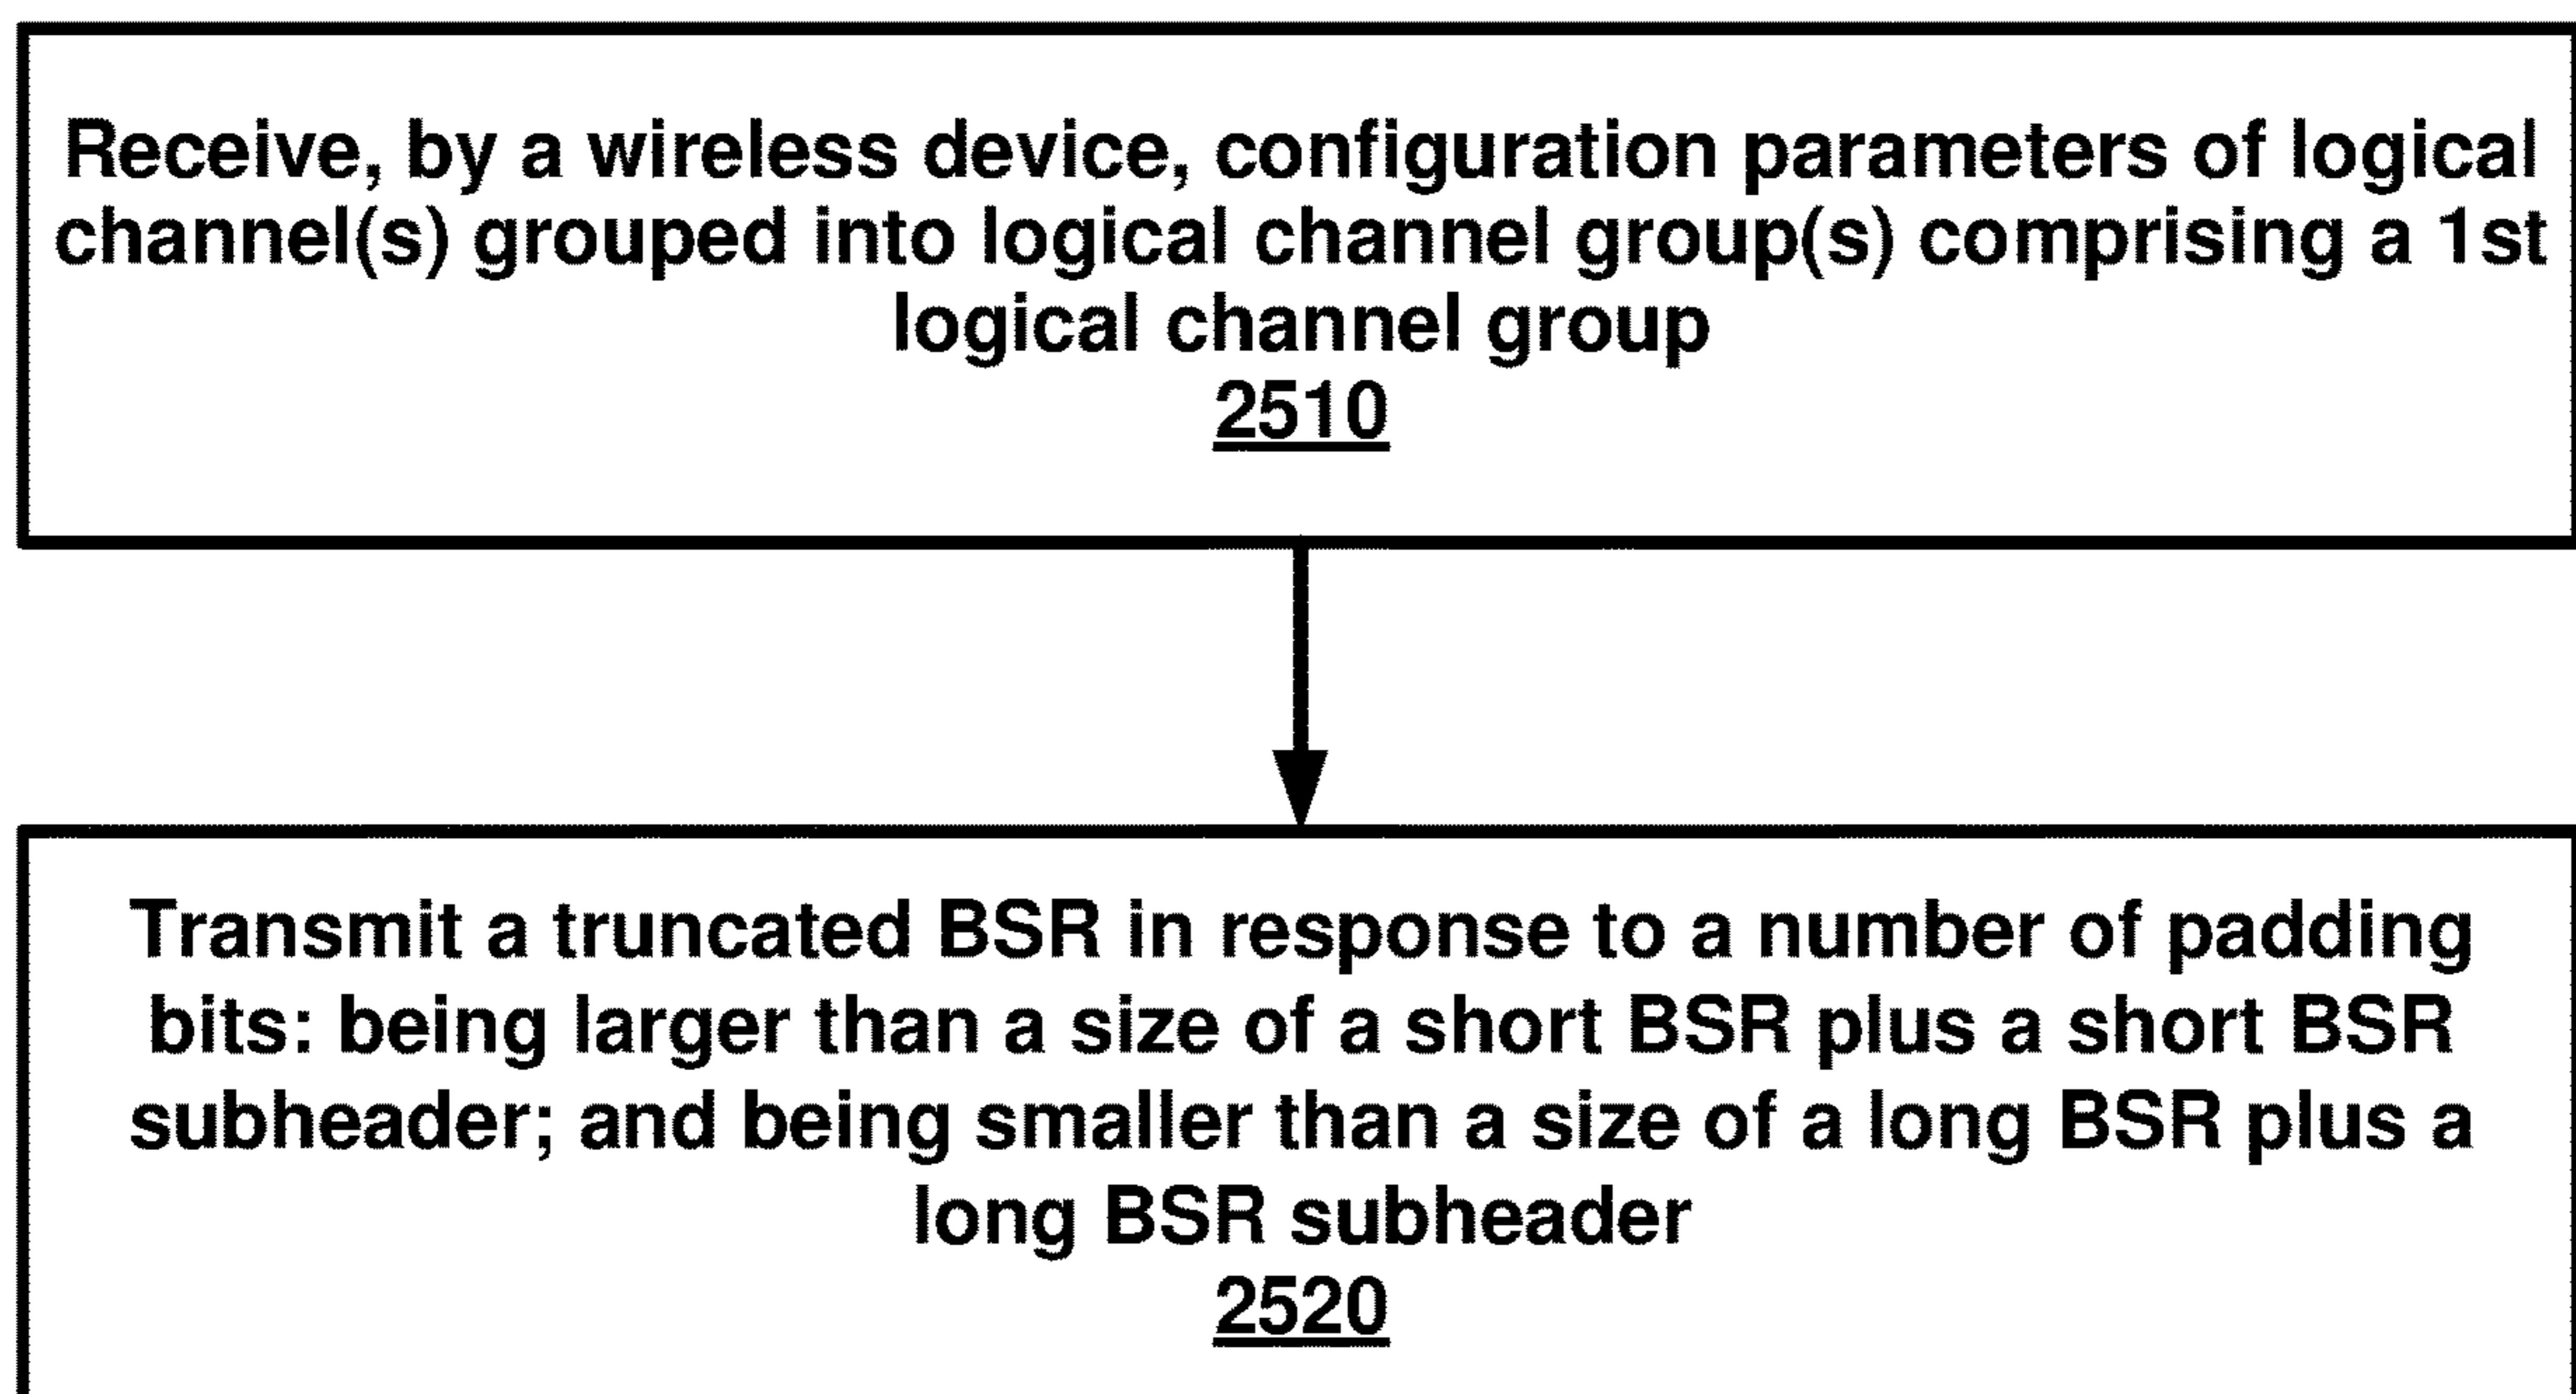 Receive, by a wireless device, configuration parameters of logical
channel(s) grouped into logical channel group(s) comprising a 1st
logical channel group
2510
Transmit a truncated BSR in response to a number of padding
bits: being larger than a size of a short BSR plus a short BSR
subheader; and being smaller than a size of a long BSR plus a
long BSR subheader
2520